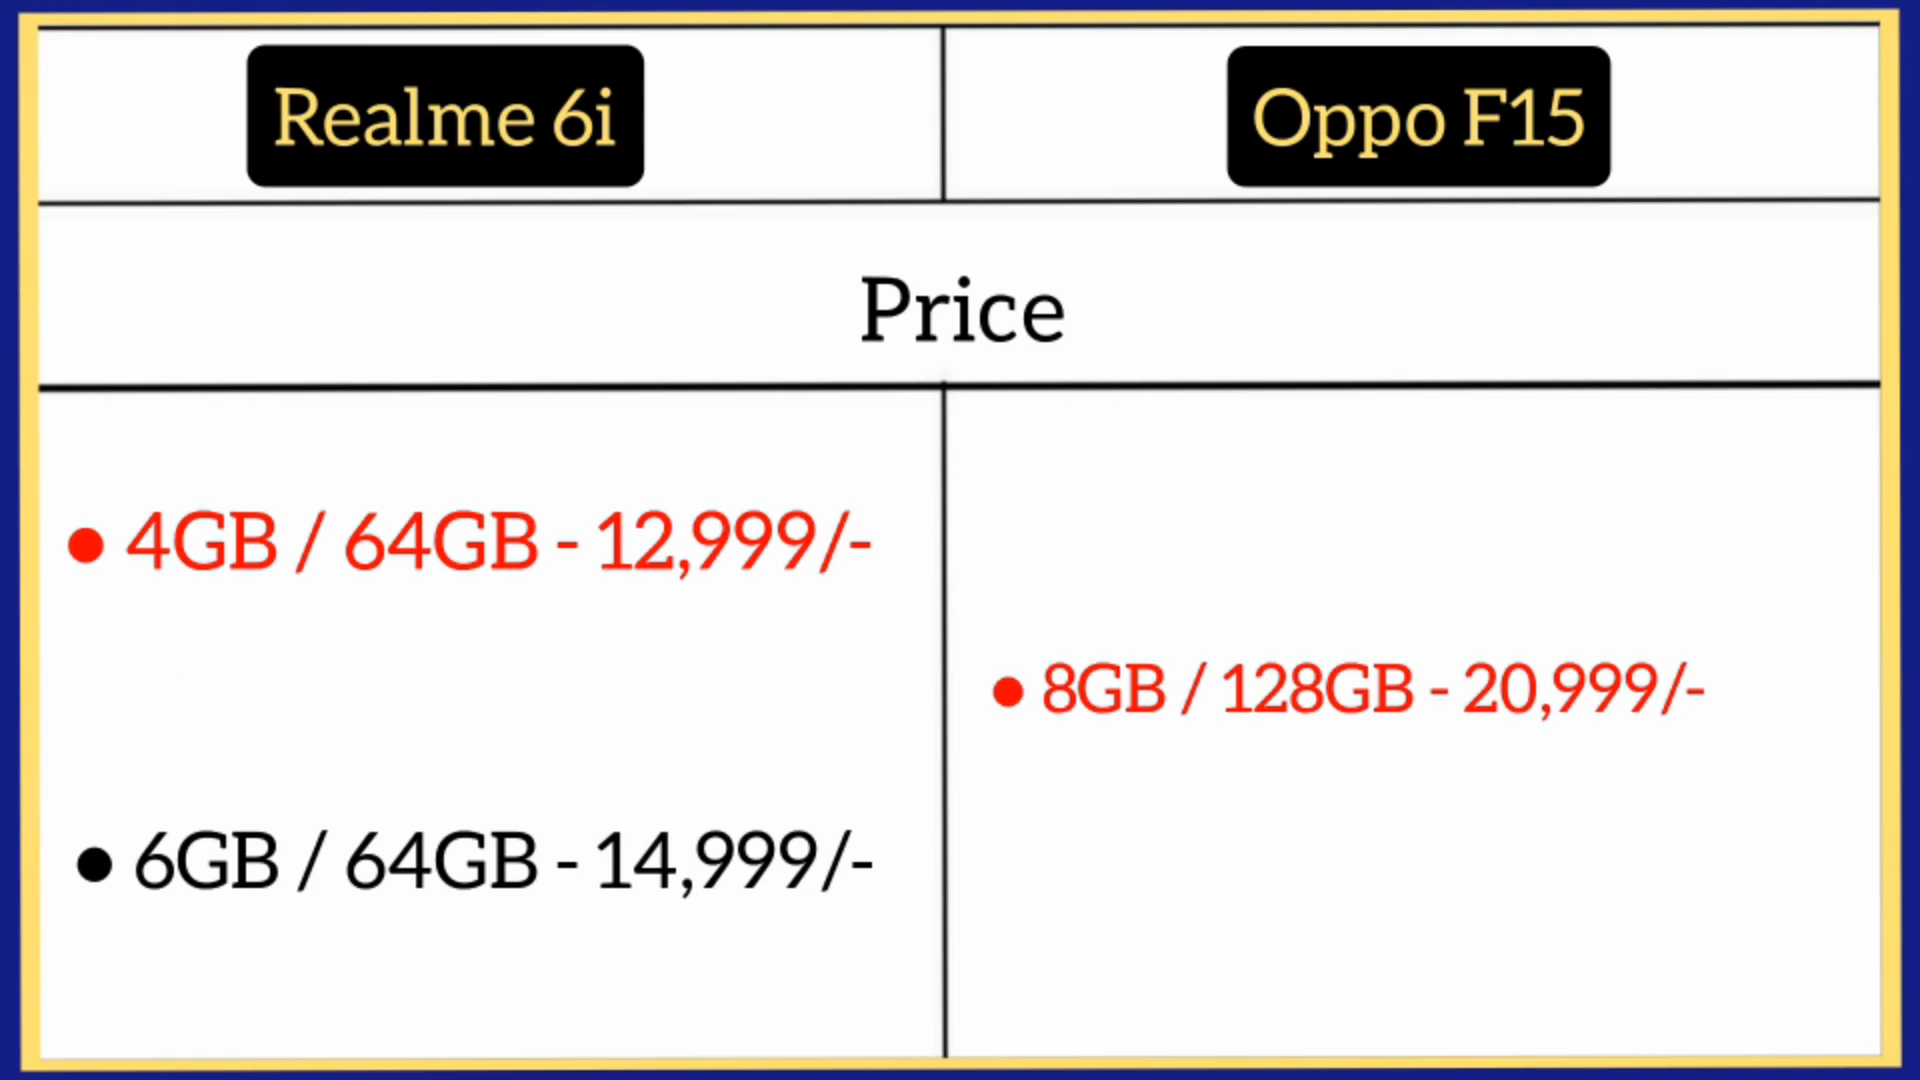 Realme 6i
Oppo F15
Price
● 4GB / 64GB - 12,999/-
● 8GB / 128GB - 20,999/-
● 6GB / 64GB - 14,999/-